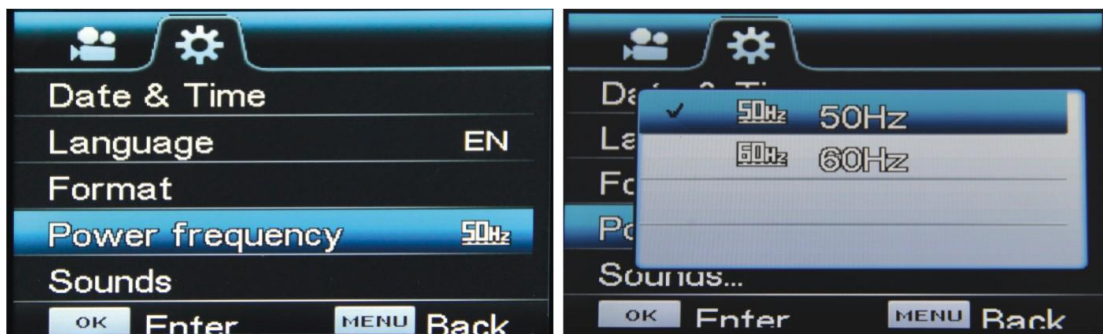 Date & Time
Language EN
Format
Power frequency 50Hz
Sounds
OK Enter MENU Back
50Hz 50Hz
60Hz 60Hz
Sounds...
OK Enter MENU Back